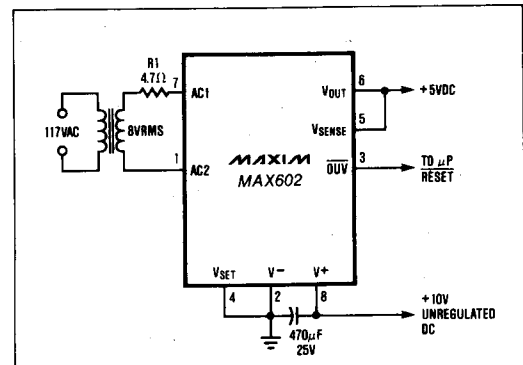 R1
4.7Ω
7
AC1
117VAC
8VRMS
1
AC2
MAXIM
MAX602
VOUT
6
+5VDC
VSENSE
5
OUV
3
TO µP
RESET
VSET
V−
V+
4
2
8
470µF
25V
+10V
UNREGULATED
DC